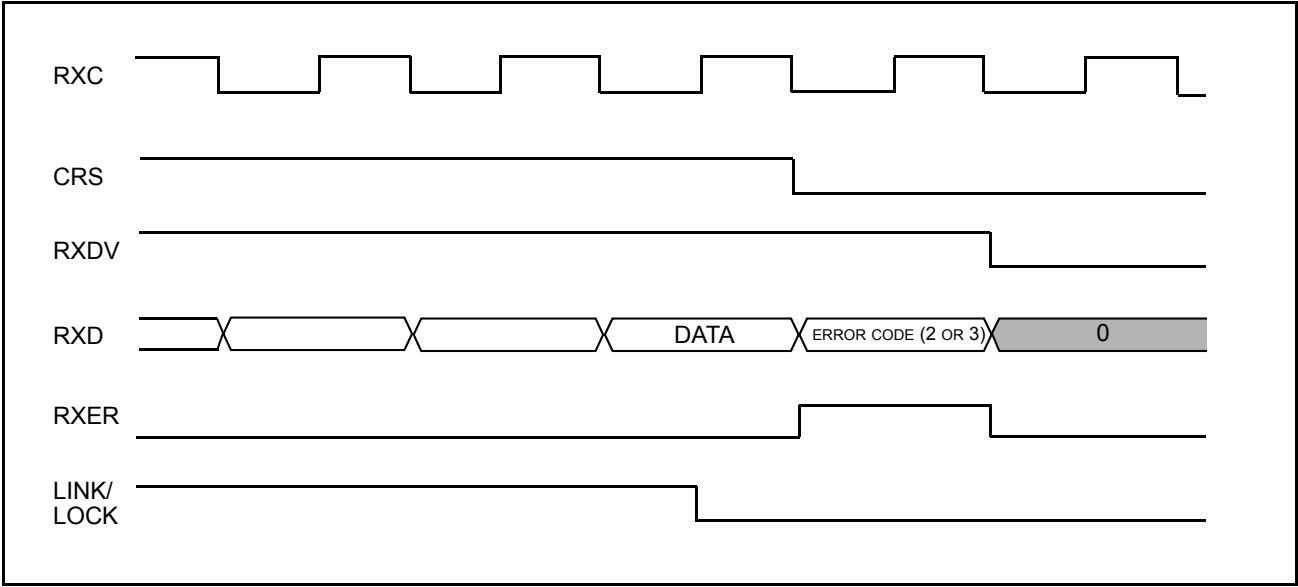 RXC
CRS
RXDV
RXD
DATA
ERROR CODE (2 OR 3)
0
RXER
LINK/
LOCK